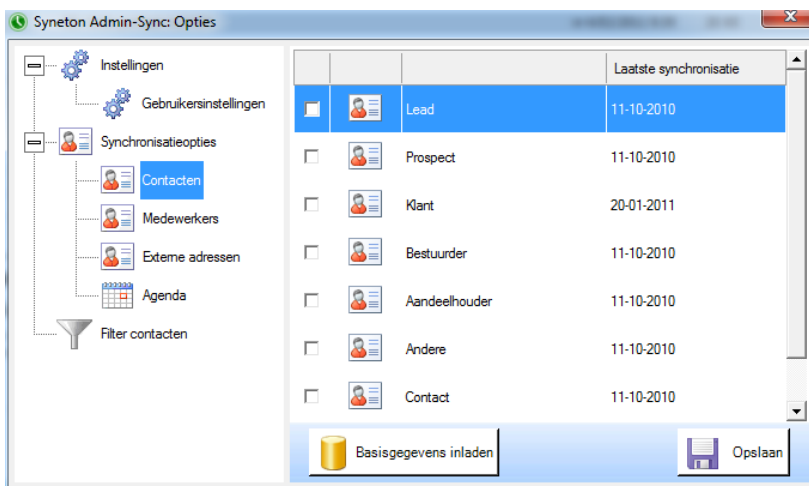 Syneton Admin-Sync: Opties
Instellingen
Gebruikersinstellingen
Synchronisatieopties
Contacten
Medewerkers
Externe adressen
Agenda
Filter contacten
Laatste synchronisatie
Lead 11-10-2010
Prospect 11-10-2010
Klant 20-01-2011
Bestuurder 11-10-2010
Aandeelhouder 11-10-2010
Andere 11-10-2010
Contact 11-10-2010
Basisgegevens inladen
Opslaan